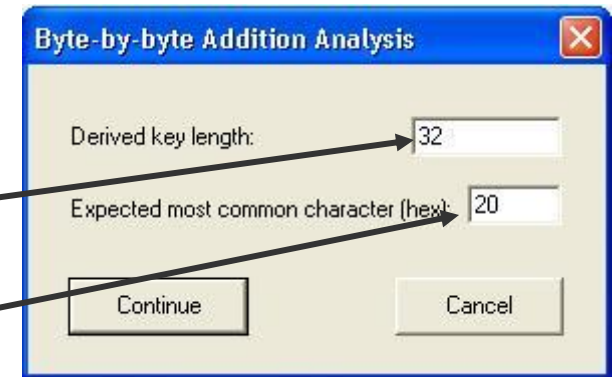 Byte-by-byte Addition Analysis
Derived key length: 32
Expected most common character (hex): 20
Continue Cancel